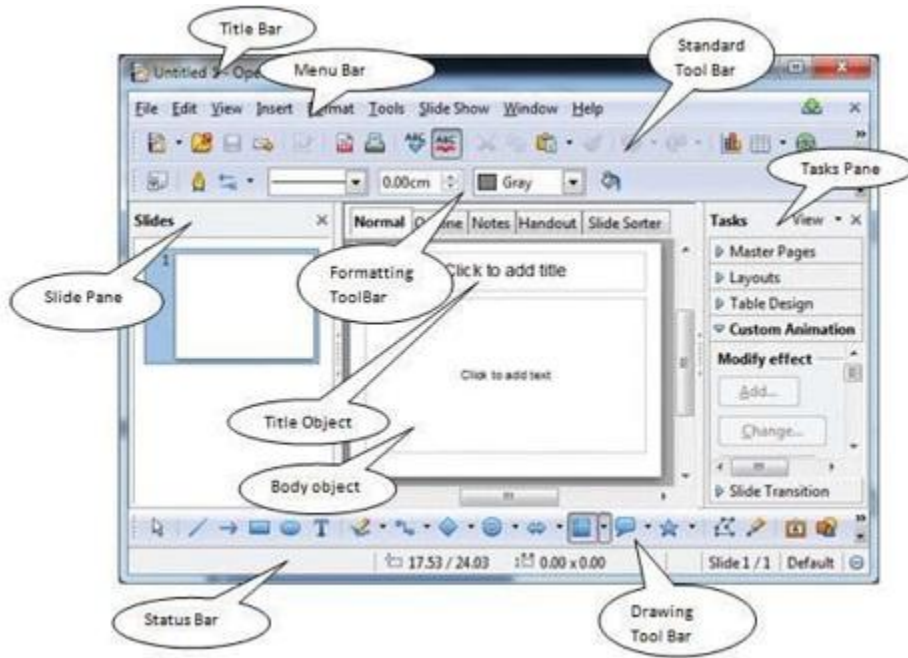 Title Bar
Standard
Tool Bar
Untitled
Menu Bar
File Edit View Insert Format Tools Slide Show Window Help
Tasks Pane
0.00cm Gray
Slides
Normal Notes Handout Slide Sorter
Tasks View
Master Pages
Layouts
Table Design
Custom Animation
Modify effect
Add...
Change...
Slide Transition
1
Slide Pane
Formatting
ToolBar
Click to add title
Click to add text
Title Object
Body object
17.53 / 24.03 0.00 x 0.00 Slide 1 / 1 Default
Status Bar
Drawing
Tool Bar